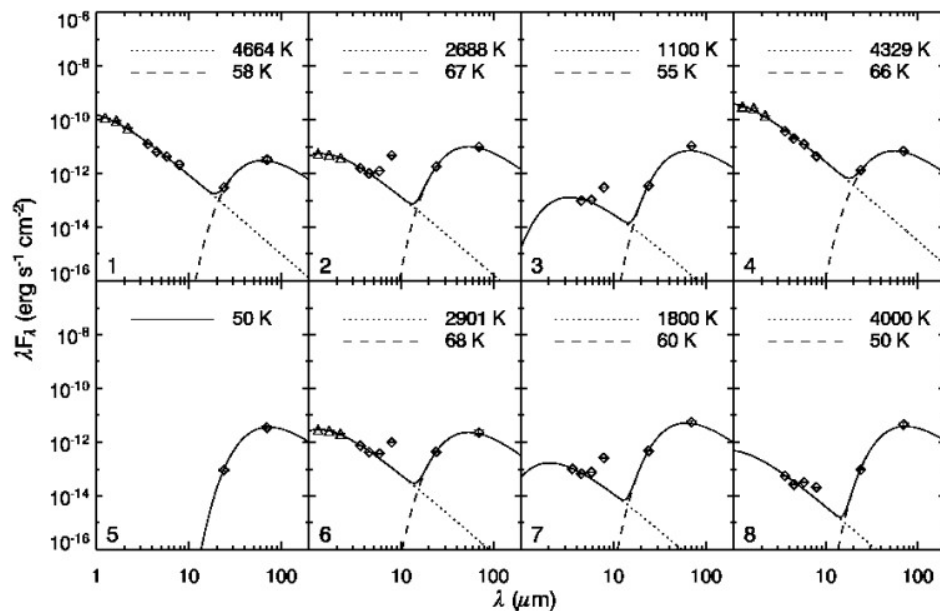 10⁻⁶
10⁻⁸
10⁻¹⁰
10⁻¹²
10⁻¹⁴
10⁻¹⁶
4664 K
58 K
1
2688 K
67 K
2
1100 K
55 K
3
4329 K
66 K
4
λF_λ (erg s⁻¹ cm⁻²)
10⁻⁸
10⁻¹⁰
10⁻¹²
10⁻¹⁴
10⁻¹⁶
50 K
5
2901 K
68 K
6
1800 K
60 K
7
4000 K
50 K
8
1 10 100 10 100 10 100 10 100
λ (μm)